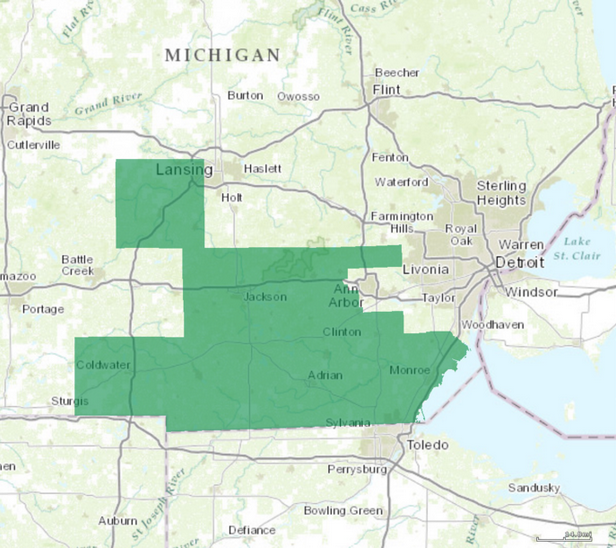 Flat Riv
Flint River
Cass Riv
MICHIGAN
Beecher
Flint
Burton
Owosso
Grand River
Grand
Rapids
Cutlerville
Fenton
Lansing
Haslett
Waterford
Sterling
Heights
Holt
Farmington
Hills
Royal
Oak
Warren
Lake
St. Clair
Battle
Creek
Livonia
Detroit
mazoo
Ann
Arbor
Taylor
Windsor
Jackson
Portage
Woodhaven
Clinton
Coldwater
Adrian
Monroe
Sturgis
Sylvania
Toledo
Perrysburg
St Joseph River
Sandusky
Auburn
Bowling Green
Defiance
River